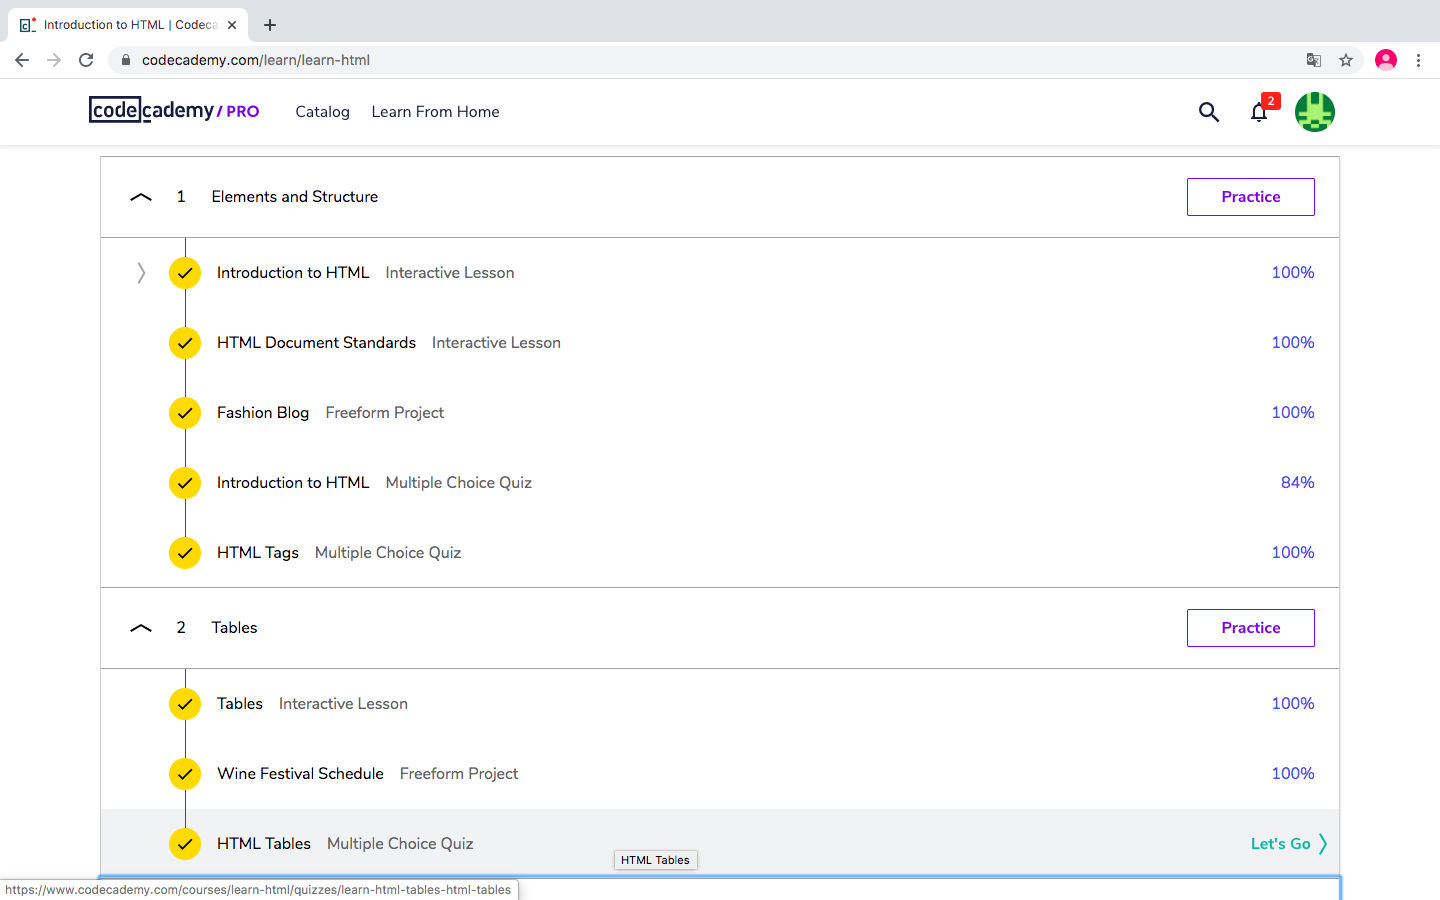 Introduction to HTML | Codeca
codecademy.com/learn/learn-html
codecademy / PRO
Catalog
Learn From Home
2
1 Elements and Structure
Practice
Introduction to HTML Interactive Lesson 100%
HTML Document Standards Interactive Lesson 100%
Fashion Blog Freeform Project 100%
Introduction to HTML Multiple Choice Quiz 84%
HTML Tags Multiple Choice Quiz 100%
2 Tables
Practice
Tables Interactive Lesson 100%
Wine Festival Schedule Freeform Project 100%
HTML Tables Multiple Choice Quiz Let's Go
HTML Tables
https://www.codecademy.com/courses/learn-html/quizzes/learn-html-tables-html-tables